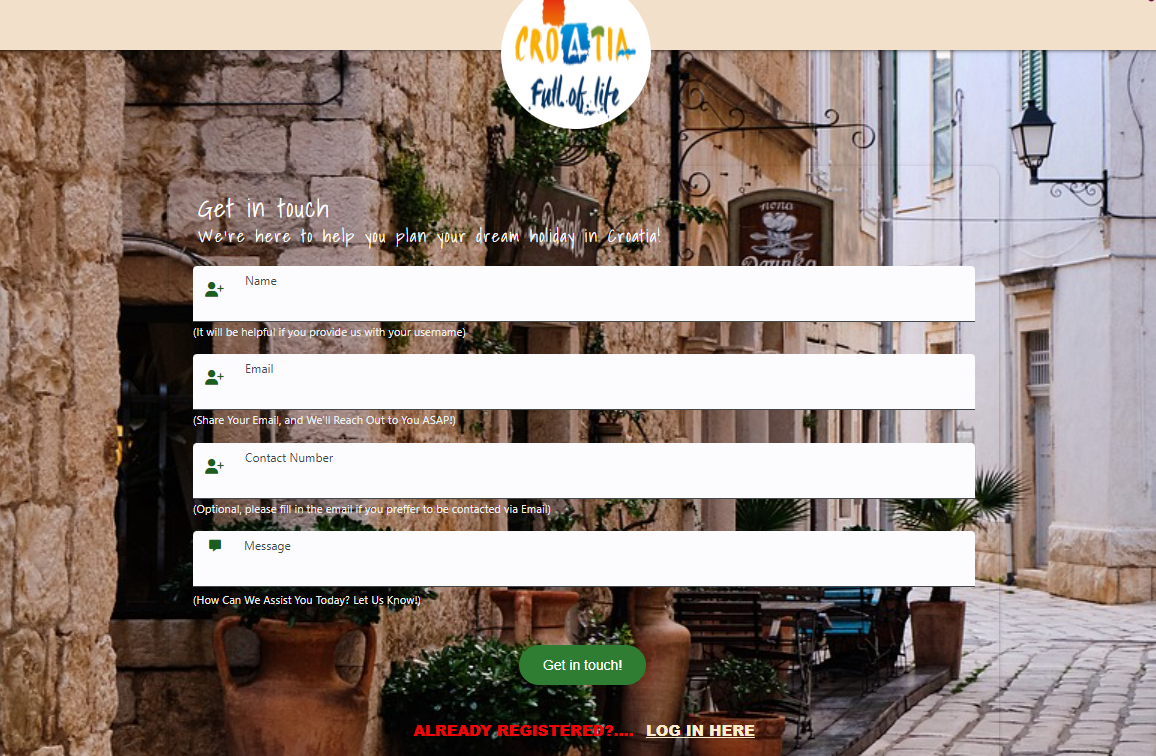 CROATIA
Full of life
Get in touch
We're here to help you plan your dream holiday in Croatia!
nona
Name
(It will be helpful if you provide us with your username)
Email
(Share Your Email, and We'll Reach Out to You ASAP!)
Contact Number
(Optional, please fill in the email if you preffer to be contacted via Email)
Message
(How Can We Assist You Today? Let Us Know!)
Get in touch!
ALREADY REGISTERED?.... LOG IN HERE